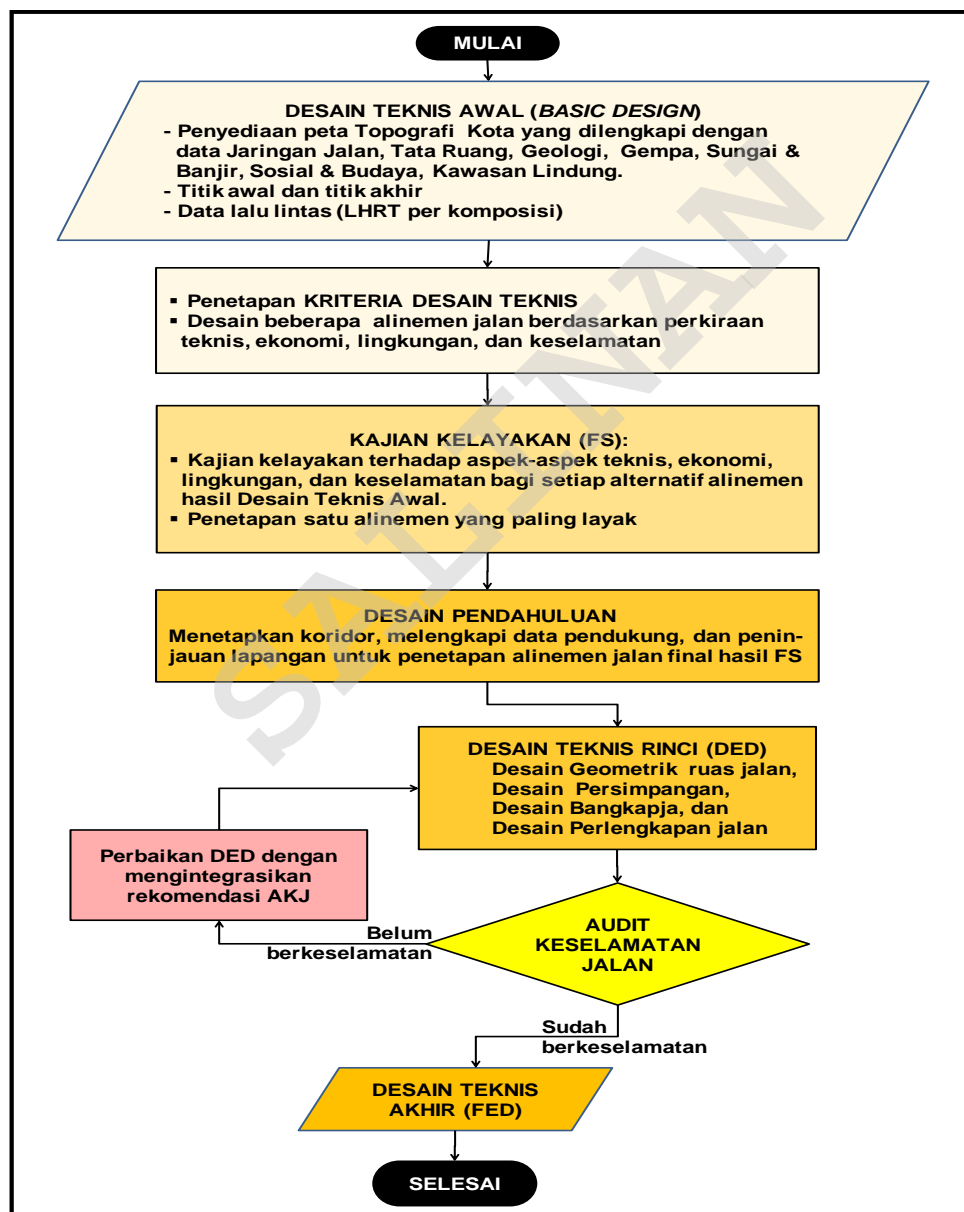 MULAI
DESAIN TEKNIS AWAL (BASIC DESIGN)
- Penyediaan peta Topografi Kota yang dilengkapi dengan
data Jaringan Jalan, Tata Ruang, Geologi, Gempa, Sungai &
Banjir, Sosial & Budaya, Kawasan Lindung.
- Titik awal dan titik akhir
- Data lalu lintas (LHRT per komposisi)
▪ Penetapan KRITERIA DESAIN TEKNIS
▪ Desain beberapa alinemen jalan berdasarkan perkiraan
teknis, ekonomi, lingkungan, dan keselamatan
KAJIAN KELAYAKAN (FS):
▪ Kajian kelayakan terhadap aspek-aspek teknis, ekonomi,
lingkungan, dan keselamatan bagi setiap alternatif alinemen
hasil Desain Teknis Awal.
▪ Penetapan satu alinemen yang paling layak
DESAIN PENDAHULUAN
Menetapkan koridor, melengkapi data pendukung, dan penin-
jauan lapangan untuk penetapan alinemen jalan final hasil FS
DESAIN TEKNIS RINCI (DED)
Desain Geometrik ruas jalan,
Desain Persimpangan,
Desain Bangkapja, dan
Desain Perlengkapan jalan
Perbaikan DED dengan
mengintegrasikan
rekomendasi AKJ
AUDIT
KESELAMATAN
JALAN
Belum
berkeselamatan
Sudah
berkeselamatan
DESAIN TEKNIS
AKHIR (FED)
SELESAI
SALINAN